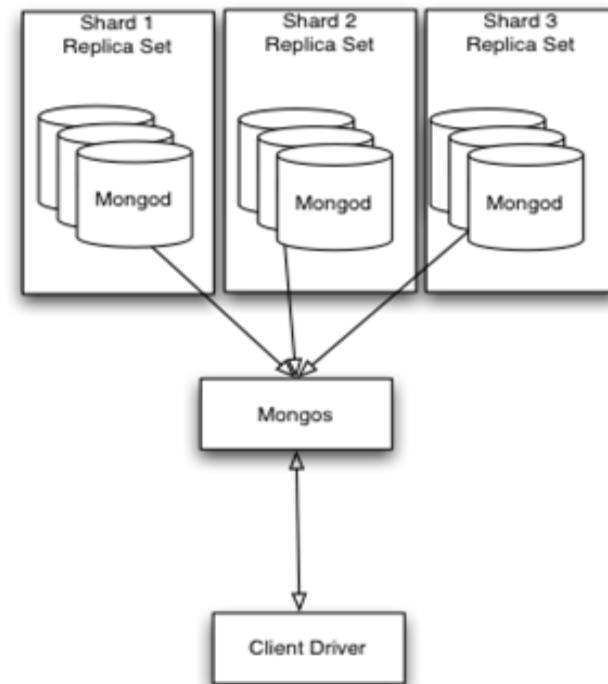 Shard 1
Replica Set
Shard 2
Replica Set
Shard 3
Replica Set
Mongod
Mongod
Mongod
Mongos
Client Driver